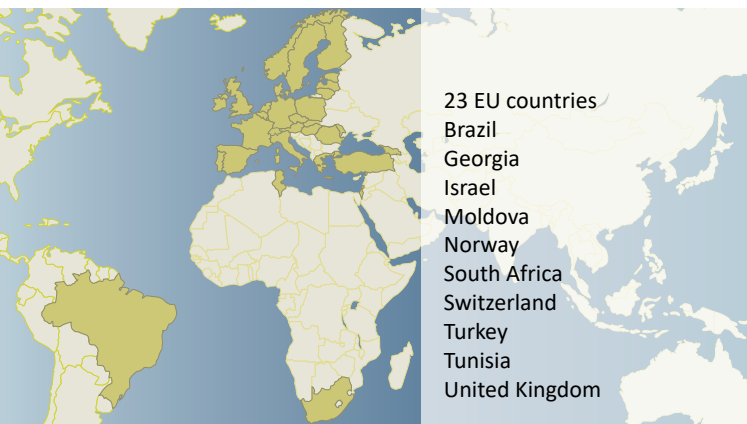 23 EU countries
Brazil
Georgia
Israel
Moldova
Norway
South Africa
Switzerland
Turkey
Tunisia
United Kingdom